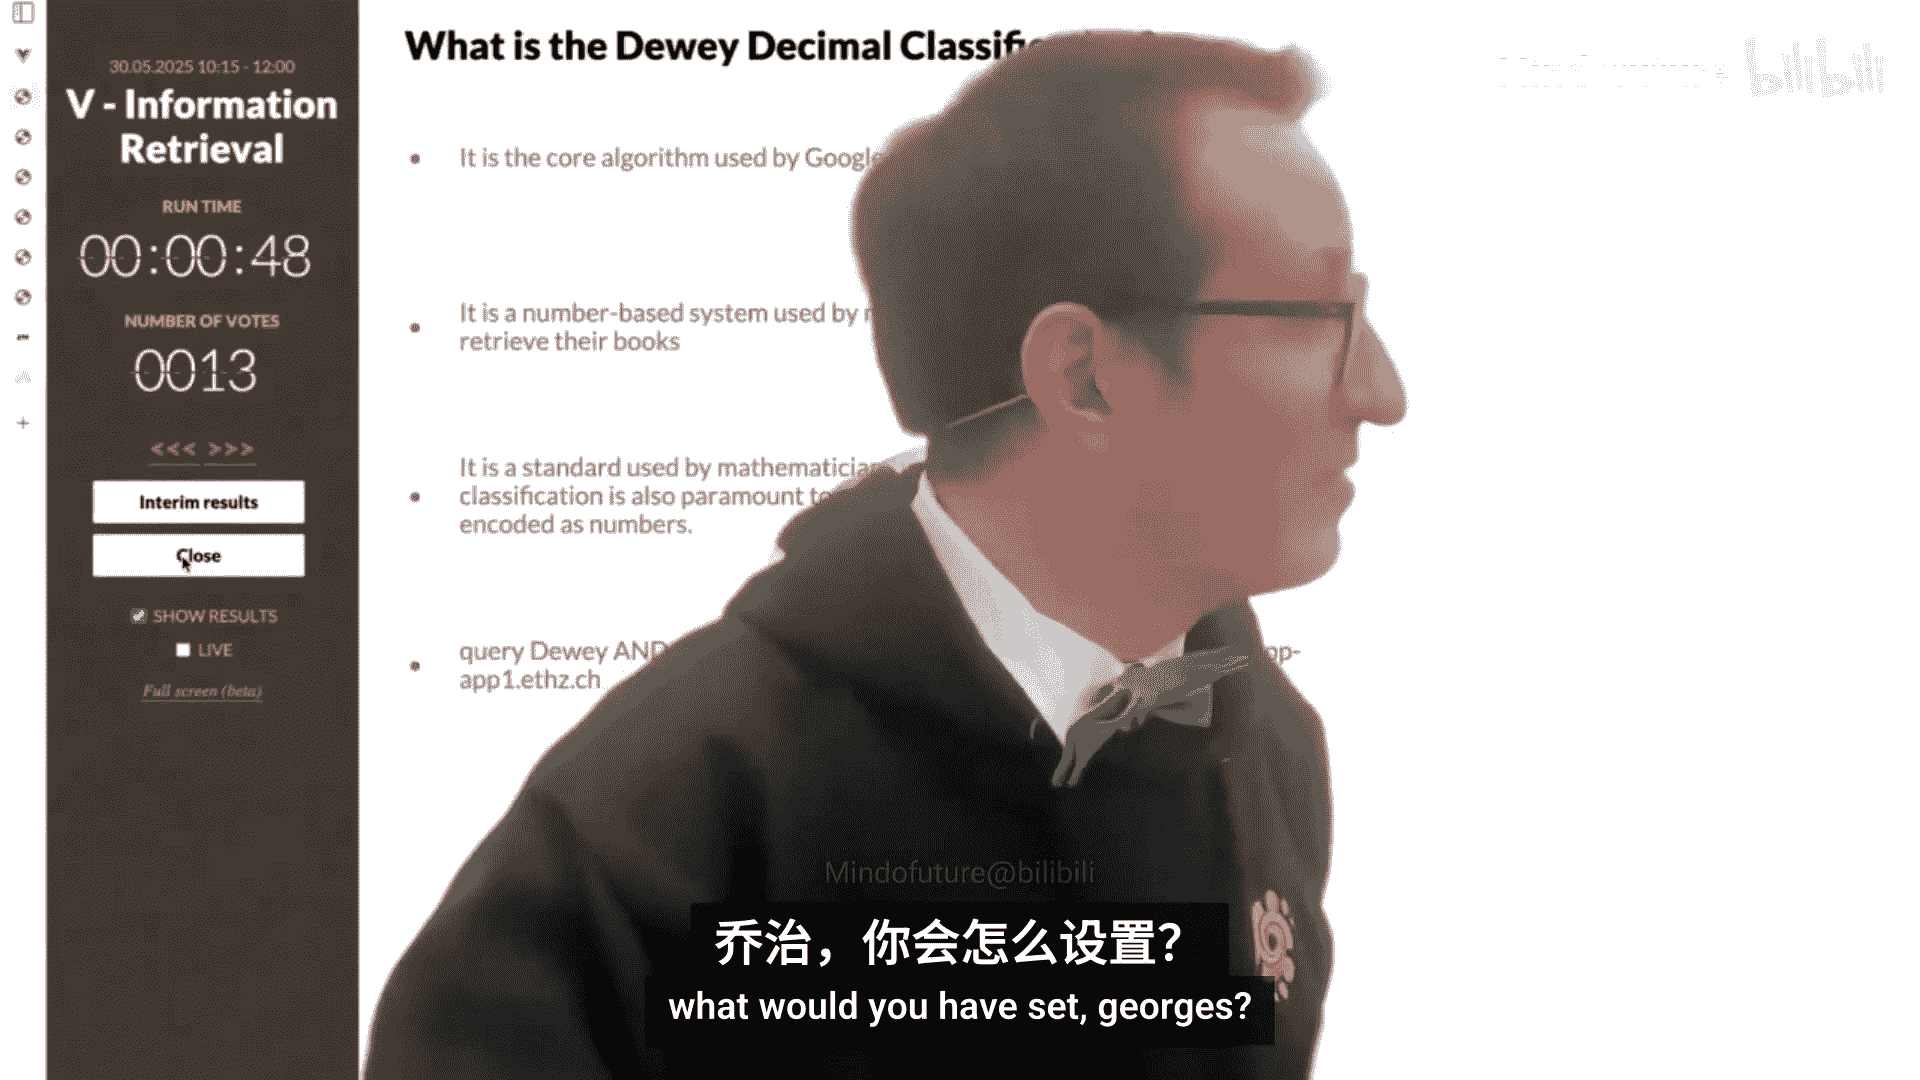 30.05.2025 10:15 - 12:00
V - Information
Retrieval
RUN TIME
00:00:48
NUMBER OF VOTES
0013
<<< >>>
Interim results
Close
SHOW RESULTS
LIVE
Full screen (beta)
What is the Dewey Decimal
It is the core algorithm used by
It is a number-based system used by
retrieve their books
It is a standard used by
classification is also paramount
encoded as numbers.
query Dewey AND
app1.ethz.ch
bilibili
Mindofuture@bilibili
乔治，你会怎么设置？
what would you have set, georges?